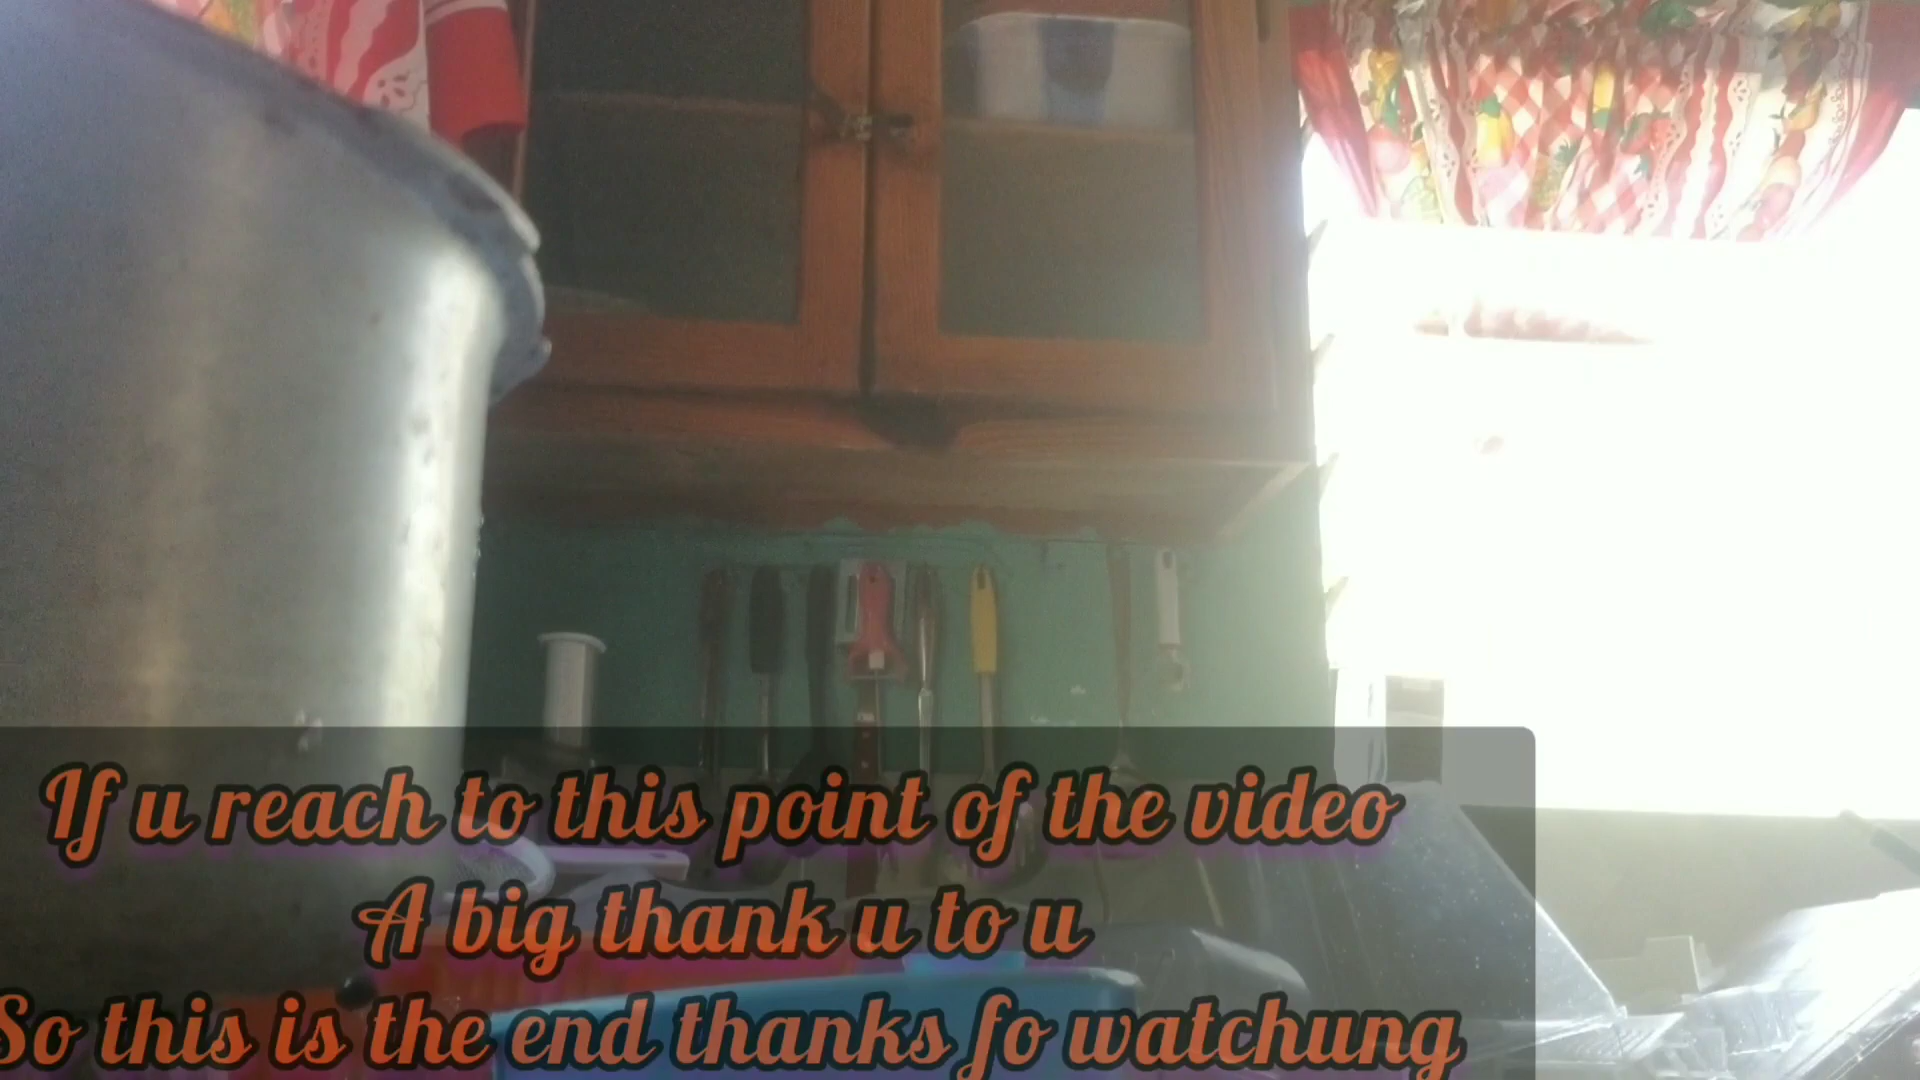 If u reach to this point of the video
A big thank u to u
So this is the end thanks fo watchung